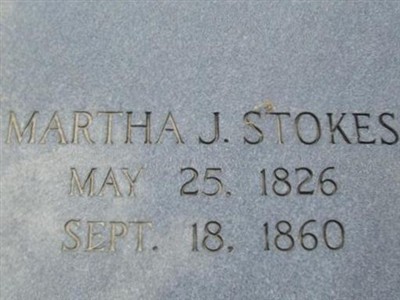 MARTHA J. STOKES
MAY 25, 1826
SEPT. 18, 1860